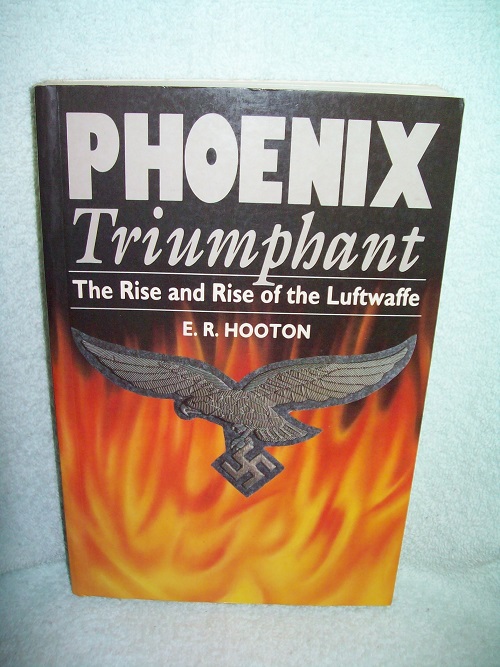 PHOENIX
Triumphant
The Rise and Rise of the Luftwaffe
E. R. HOOTON